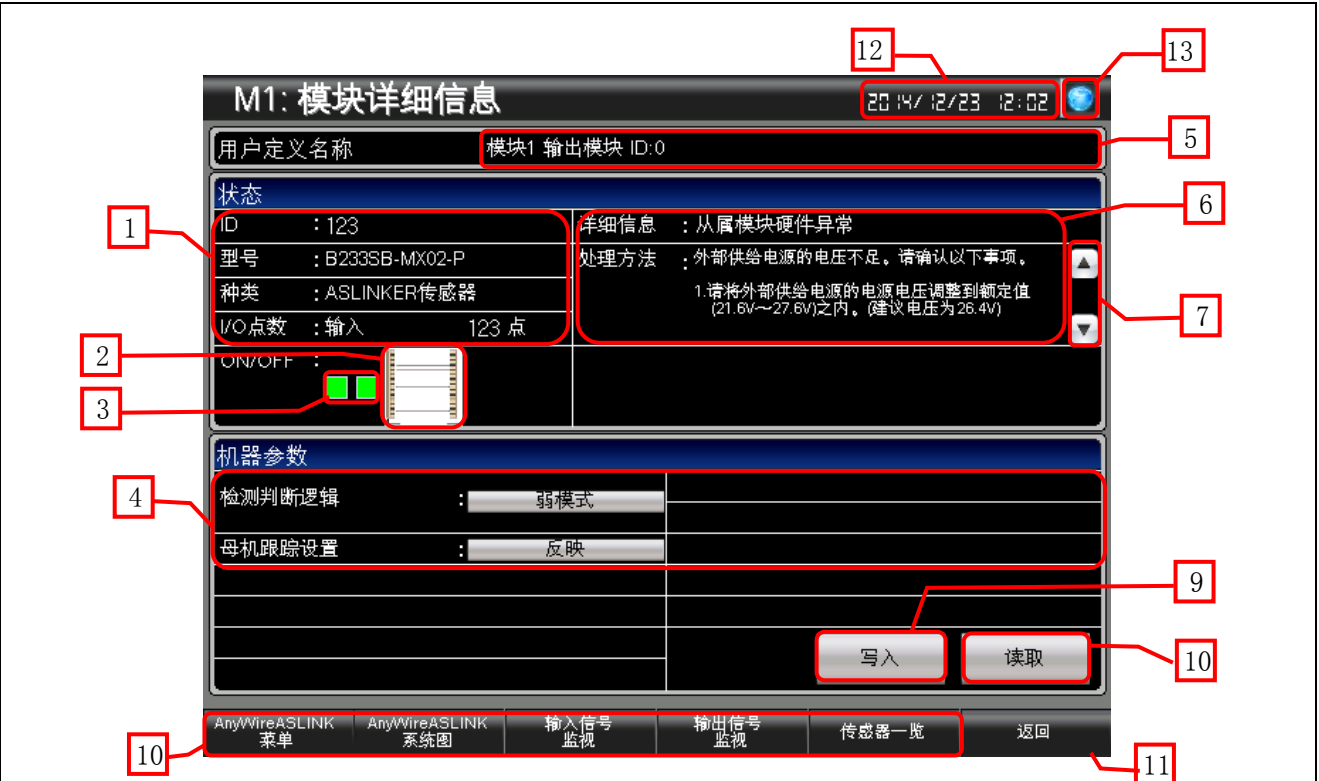 12
13
M1: 模块详细信息
2014/12/23 12:02
用户定义名称
模块1 输出模块 ID:0
5
状态
1
ID : 123
详细信息 : 从属模块硬件异常
6
型号 : B233SB-MX02-P
处理方法 : 外部供给电源的电压不足。请确认以下事项。
种类 : ASLINKER传感器
1.请将外部供给电源的电源电压调整到额定值
(21.6V～27.6V)之内。(建议电压为26.4V)
I/O点数 : 输入 123 点
7
2
ON/OFF :
3
机器参数
4
检测判断逻辑 : 弱模式
母机跟踪设置 : 反映
9
写入
读取
10
AnyWireASLINK
菜单
AnyWireASLINK
系统图
输入信号
监视
输出信号
监视
传感器一览
返回
10
11